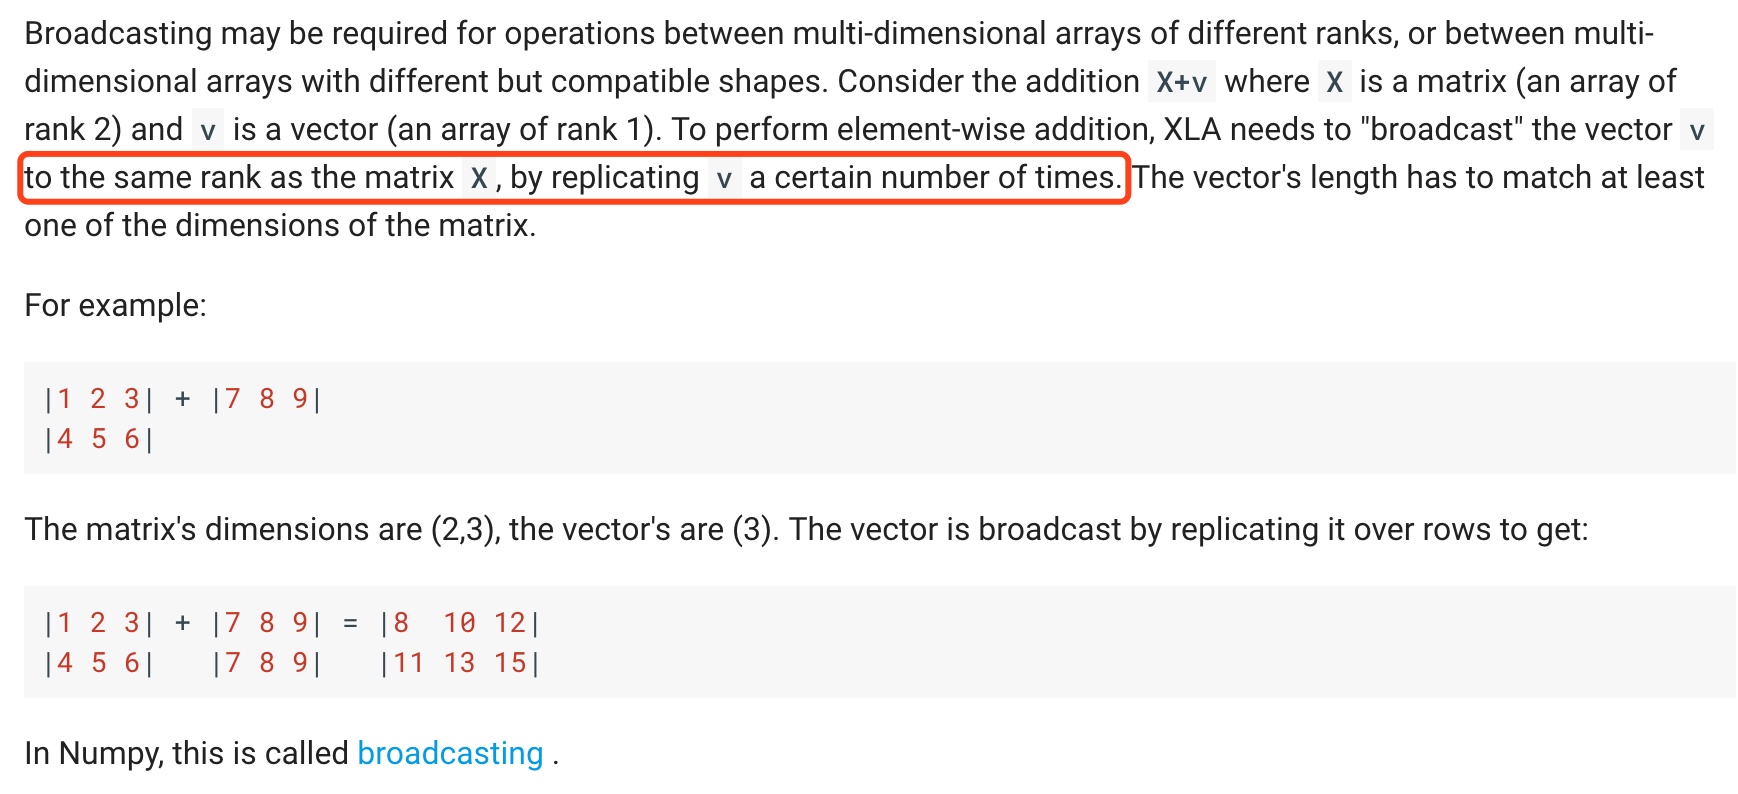 Broadcasting may be required for operations between multi-dimensional arrays of different ranks, or between multi-
dimensional arrays with different but compatible shapes. Consider the addition X+v where X is a matrix (an array of
rank 2) and v is a vector (an array of rank 1). To perform element-wise addition, XLA needs to "broadcast" the vector v
to the same rank as the matrix X , by replicating v a certain number of times. The vector's length has to match at least
one of the dimensions of the matrix.
For example:
|1 2 3| + |7 8 9|
|4 5 6|
The matrix's dimensions are (2,3), the vector's are (3). The vector is broadcast by replicating it over rows to get:
|1 2 3| + |7 8 9| = |8  10 12|
|4 5 6|   |7 8 9|   |11 13 15|
In Numpy, this is called broadcasting .